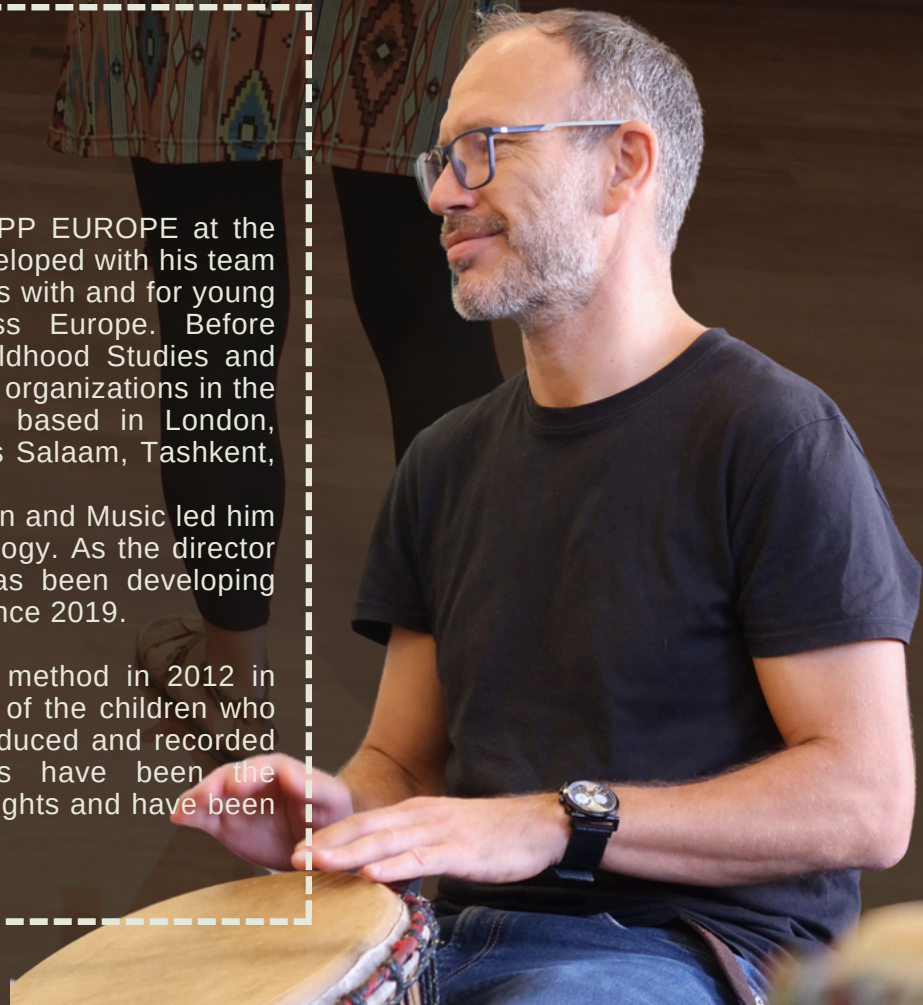 PP EUROPE at the
eloped with his team
s with and for young
ss Europe. Before
ldhood Studies and
organizations in the
based in London,
s Salaam, Tashkent,
n and Music led him
ogy. As the director
as been developing
nce 2019.
method in 2012 in
of the children who
duced and recorded
s have been the
ghts and have been